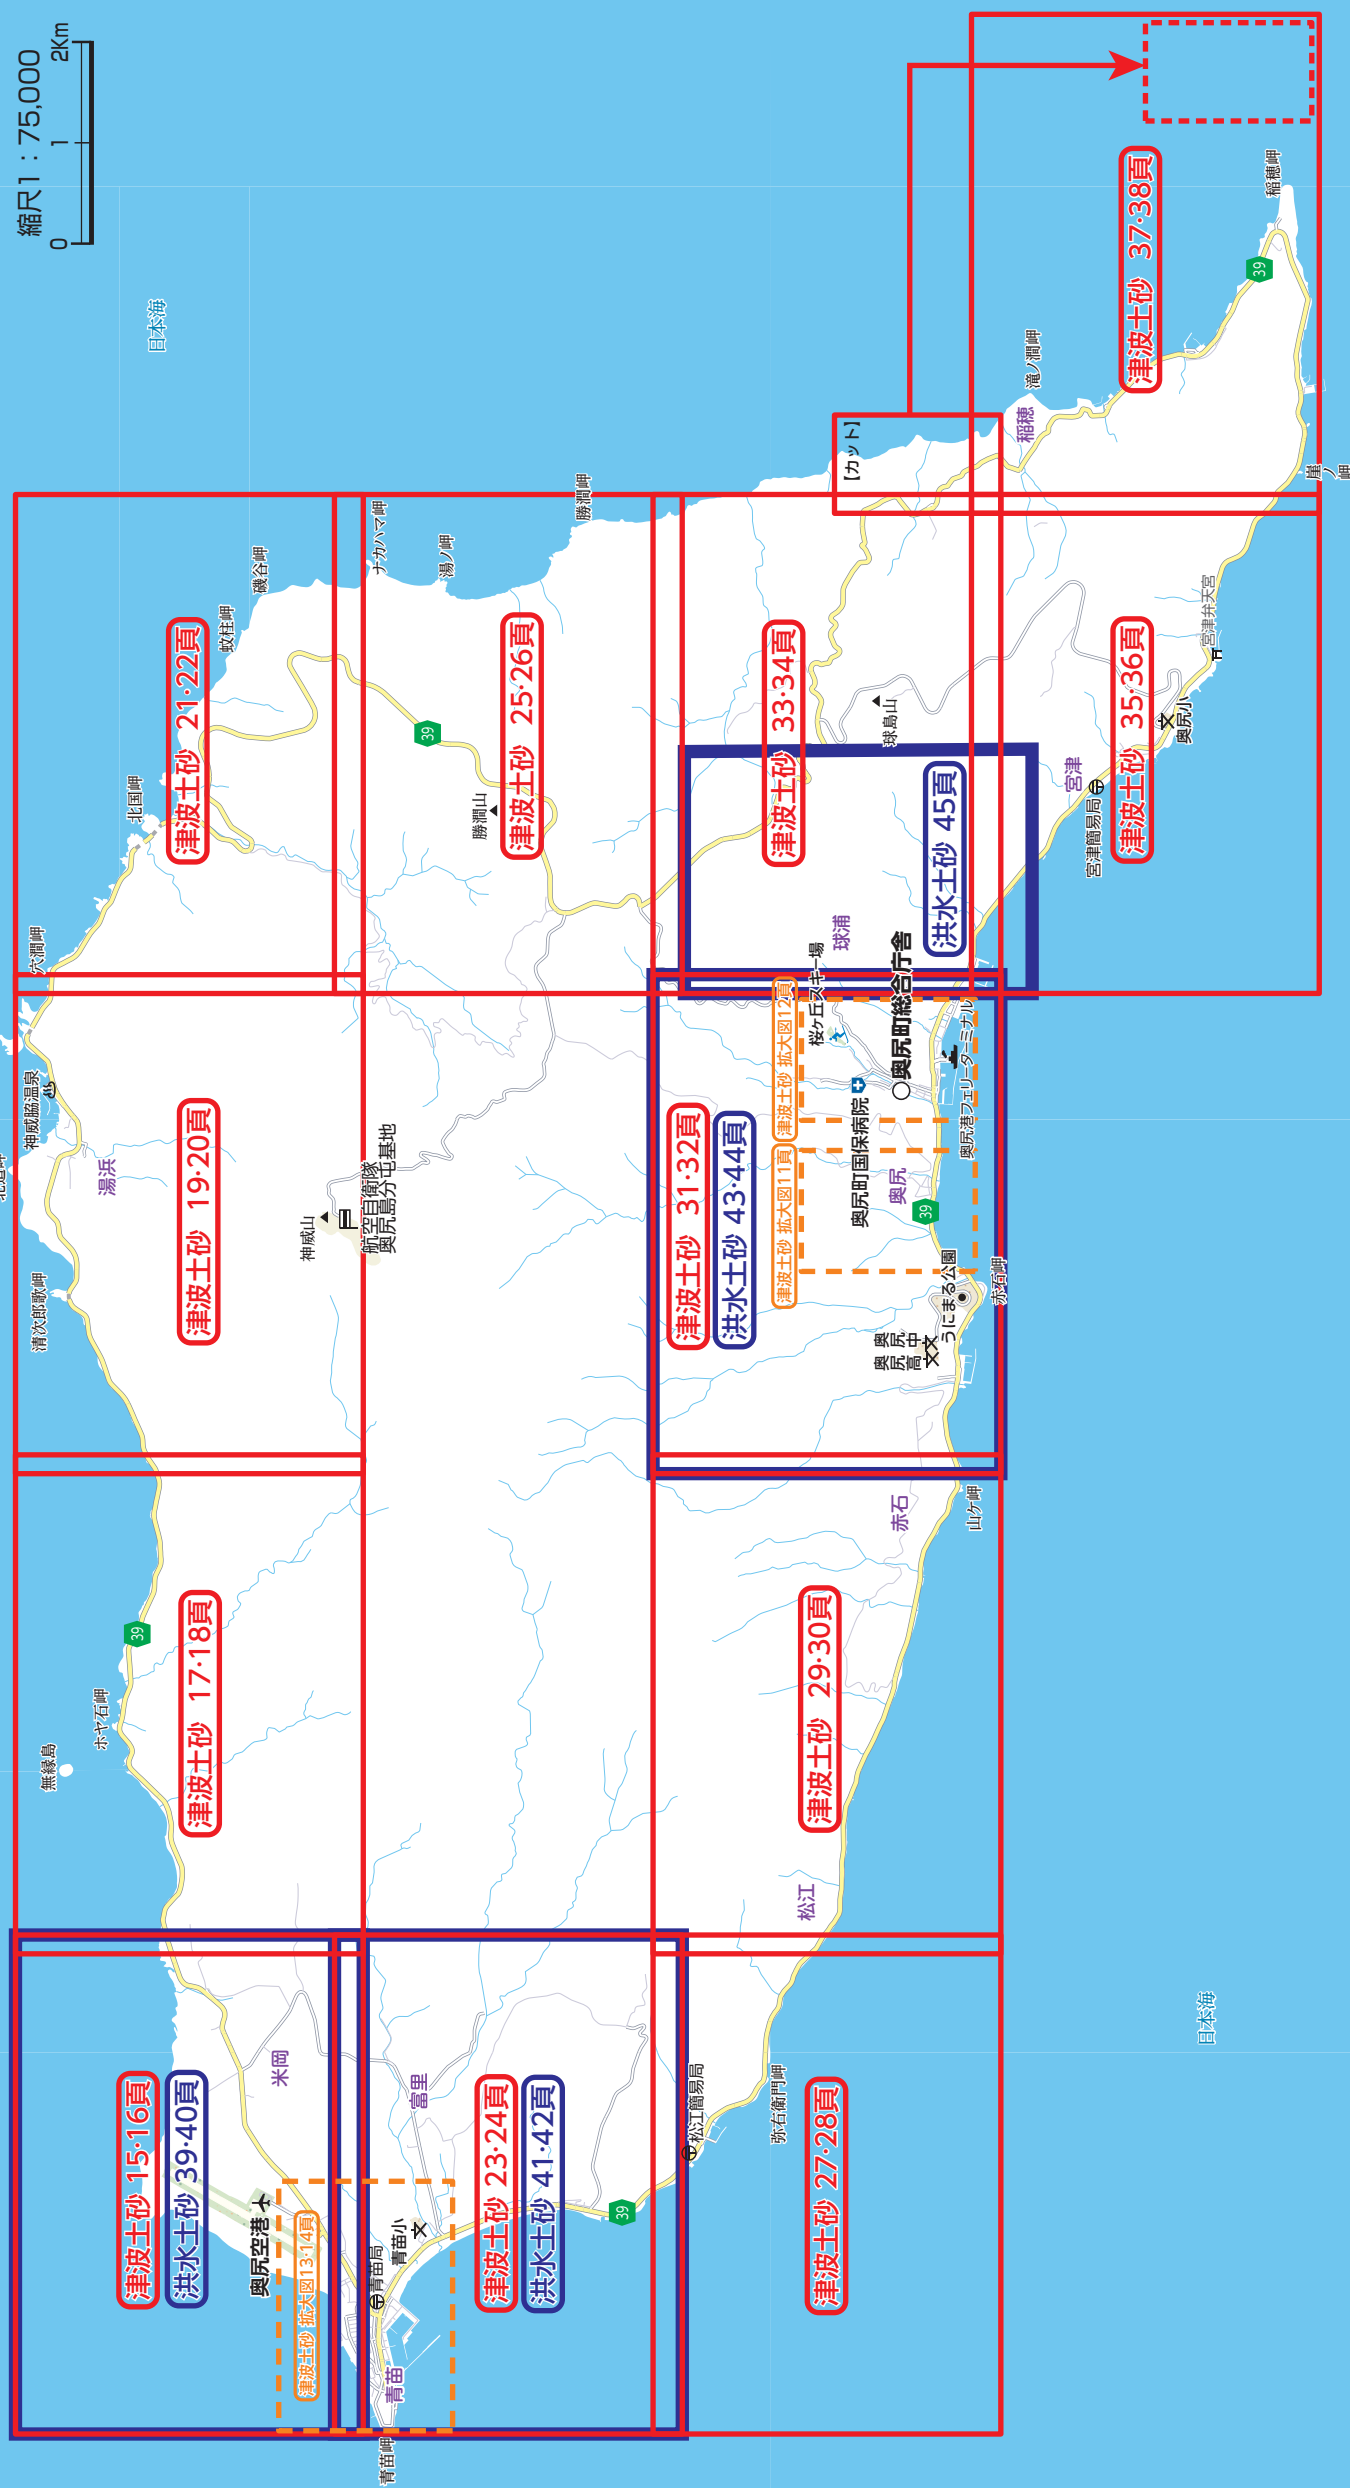 縮尺1:75,000
0 1 2Km
日本海
稲穂岬
39
津波土砂 37・38頁
滝ノ澗岬
稲穂
【カット】
崖ノ岬
勝澗岬
ナカハマ岬
湯ノ岬
磯谷岬
蚊柱岬
津波土砂 21・22頁
北国岬
穴澗岬
39
勝澗山
津波土砂 25・26頁
津波土砂 33・34頁
球島山
津波土砂 35・36頁
宮津弁天宮
奥尻小
宮津
宮津簡易局
洪水土砂 45頁
球浦
桜ヶ丘スキー場
奥尻町総合庁舎
津波土砂 拡大図12頁
奥尻港フェリーターミナル
奥尻町国保病院
奥尻
39
津波土砂 拡大図11頁
津波土砂 31・32頁
洪水土砂 43・44頁
うにまる公園
赤石岬
奥尻中
奥尻高
神威脇温泉
湯浜
津波土砂 19・20頁
神威山
航空自衛隊
奥尻島分屯基地
清次郎歌岬
赤石
山ケ岬
39
津波土砂 17・18頁
ホヤ石岬
無縁島
津波土砂 29・30頁
松江
日本海
米岡
富里
津波土砂 15・16頁
洪水土砂 39・40頁
津波土砂 23・24頁
洪水土砂 41・42頁
松江簡易局
弥右衛門岬
津波土砂 27・28頁
39
奥尻空港
津波土砂 拡大図13・14頁
青苗小
青苗局
青苗
青苗岬